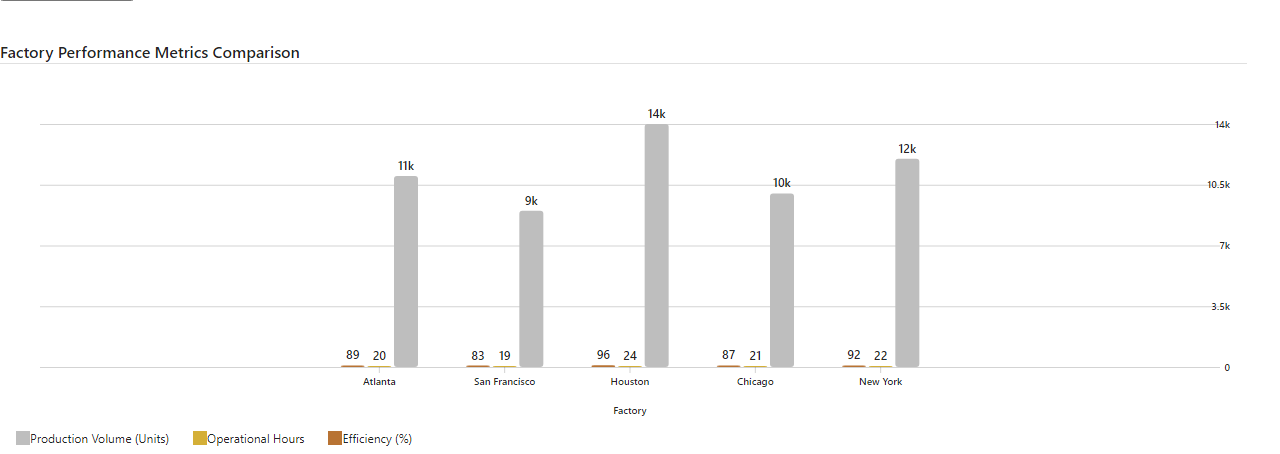 Factory Performance Metrics Comparison
14k
14k
12k
11k
10k
10.5k
9k
7k
3.5k
89 20 83 19 96 24 87 21 92 22
0
Atlanta San Francisco Houston Chicago New York
Factory
Production Volume (Units) Operational Hours Efficiency (%)